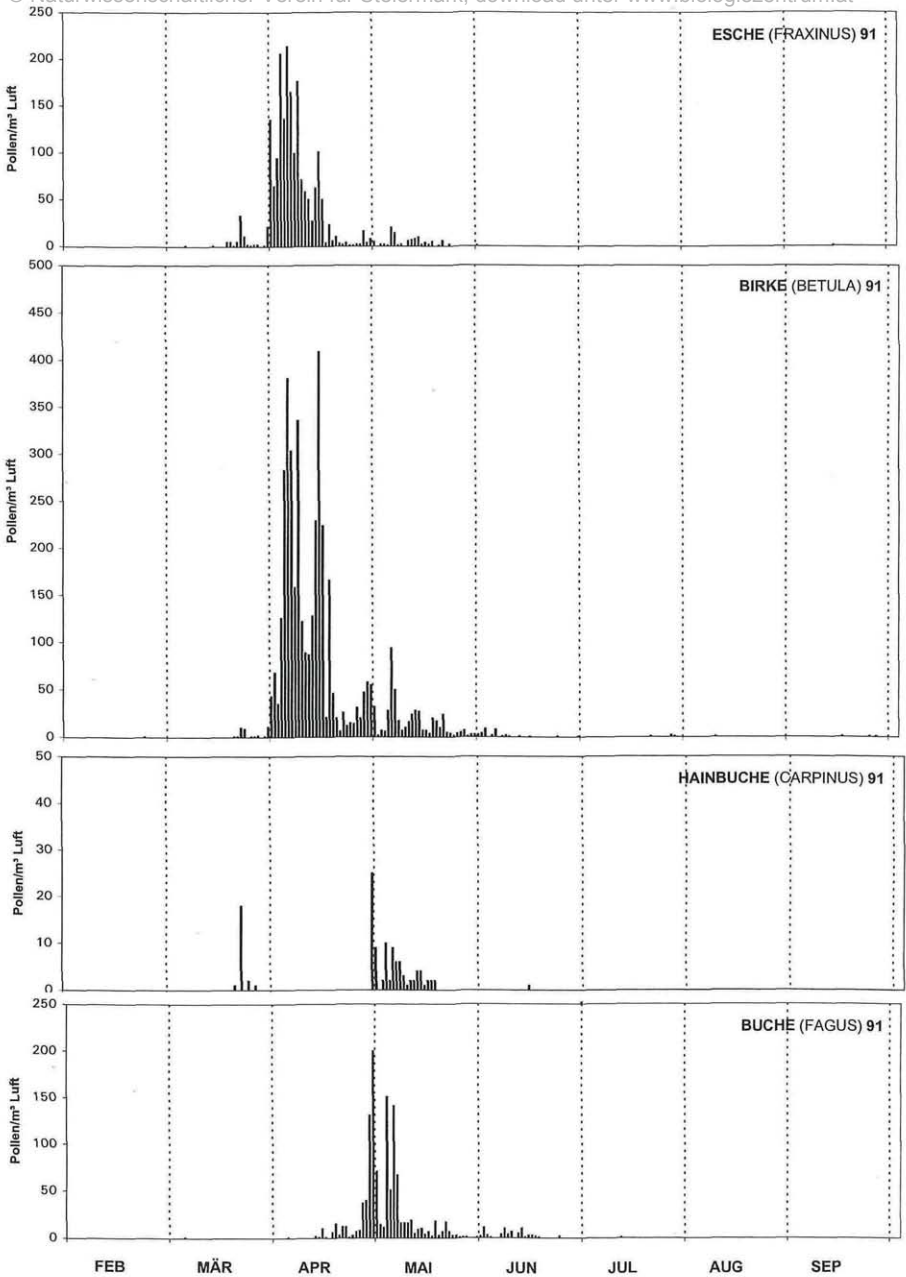 © Naturwissenschaftlicher Verein für Steiermark; download unter www.biologiezentrum.at
ESCHE (FRAXINUS) 91
Pollen/m³ Luft
250
200
150
100
50
0
BIRKE (BETULA) 91
Pollen/m³ Luft
500
450
400
350
300
250
200
150
100
50
0
HAINBUCHE (CARPINUS) 91
Pollen/m³ Luft
50
40
30
20
10
0
BUCHE (FAGUS) 91
Pollen/m³ Luft
250
200
150
100
50
0
FEB MÄR APR MAI JUN JUL AUG SEP